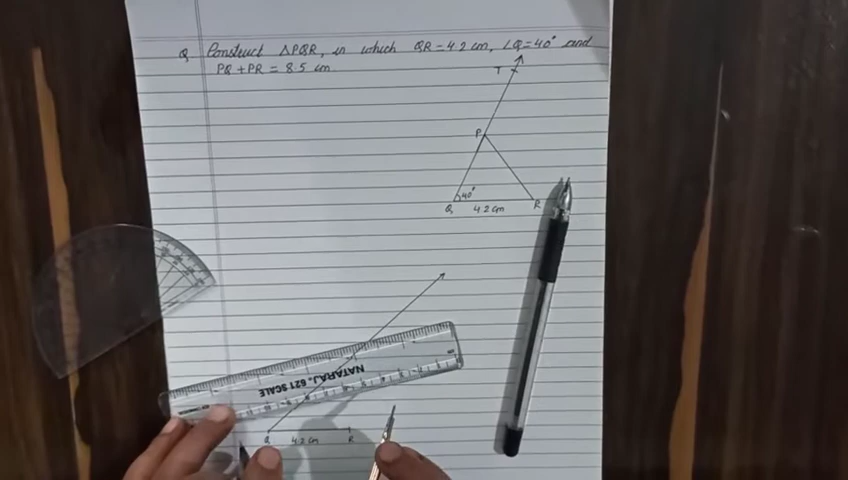 Q Construct ΔPQR, in which QR = 4.2 cm, ∠Q = 40° and
PQ + PR = 8.5 cm
T
P
40°
Q 4.2 cm R
NATARAJ. 621 SCALE
Q 4.2 cm R